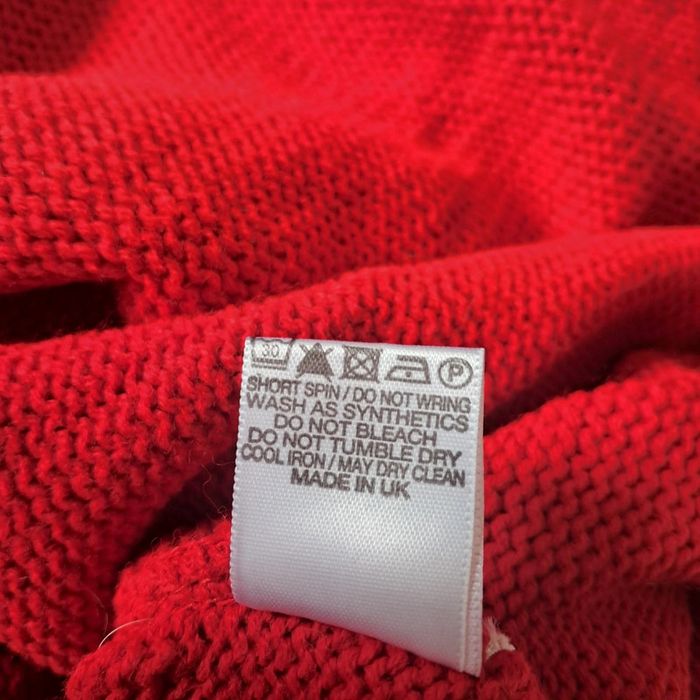 30 P
SHORT SPIN / DO NOT WRING
WASH AS SYNTHETICS
DO NOT BLEACH
DO NOT TUMBLE DRY
COOL IRON / MAY DRY CLEAN
MADE IN UK